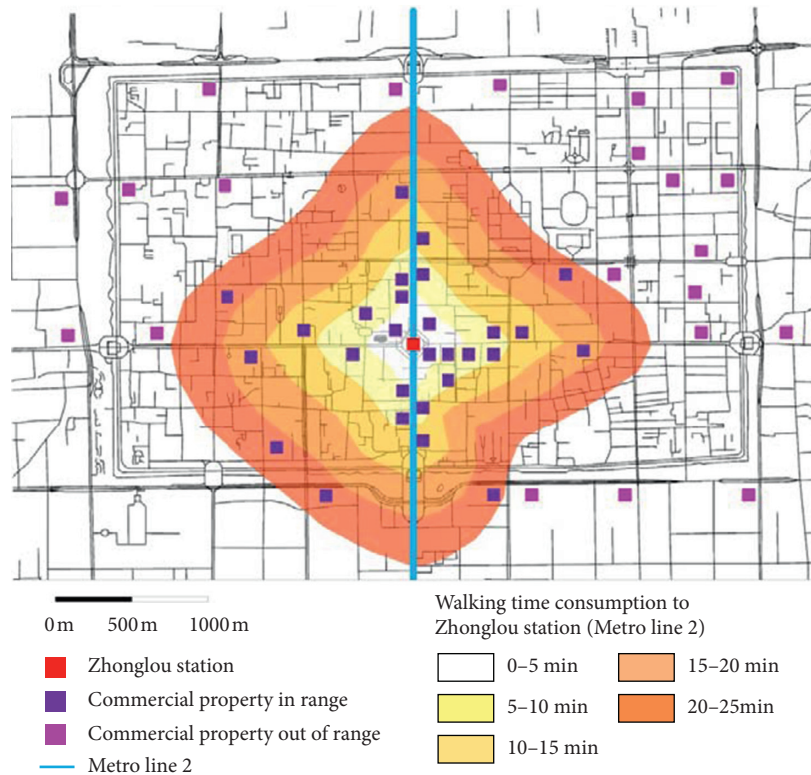 0 m 500 m 1000 m
Zhonglou station
Commercial property in range
Commercial property out of range
Metro line 2
Walking time consumption to
Zhonglou station (Metro line 2)
0–5 min
5–10 min
10–15 min
15–20 min
20–25min